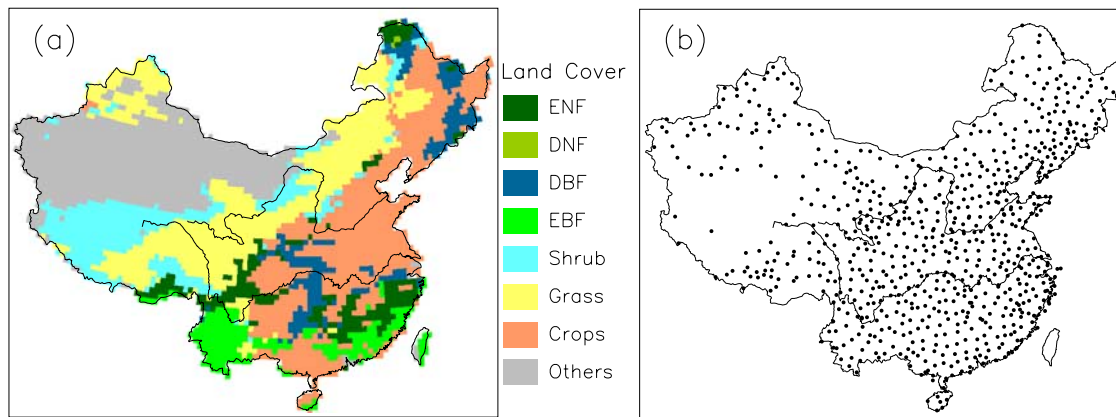 (a)
Land Cover
ENF
DNF
DBF
EBF
Shrub
Grass
Crops
Others
(b)